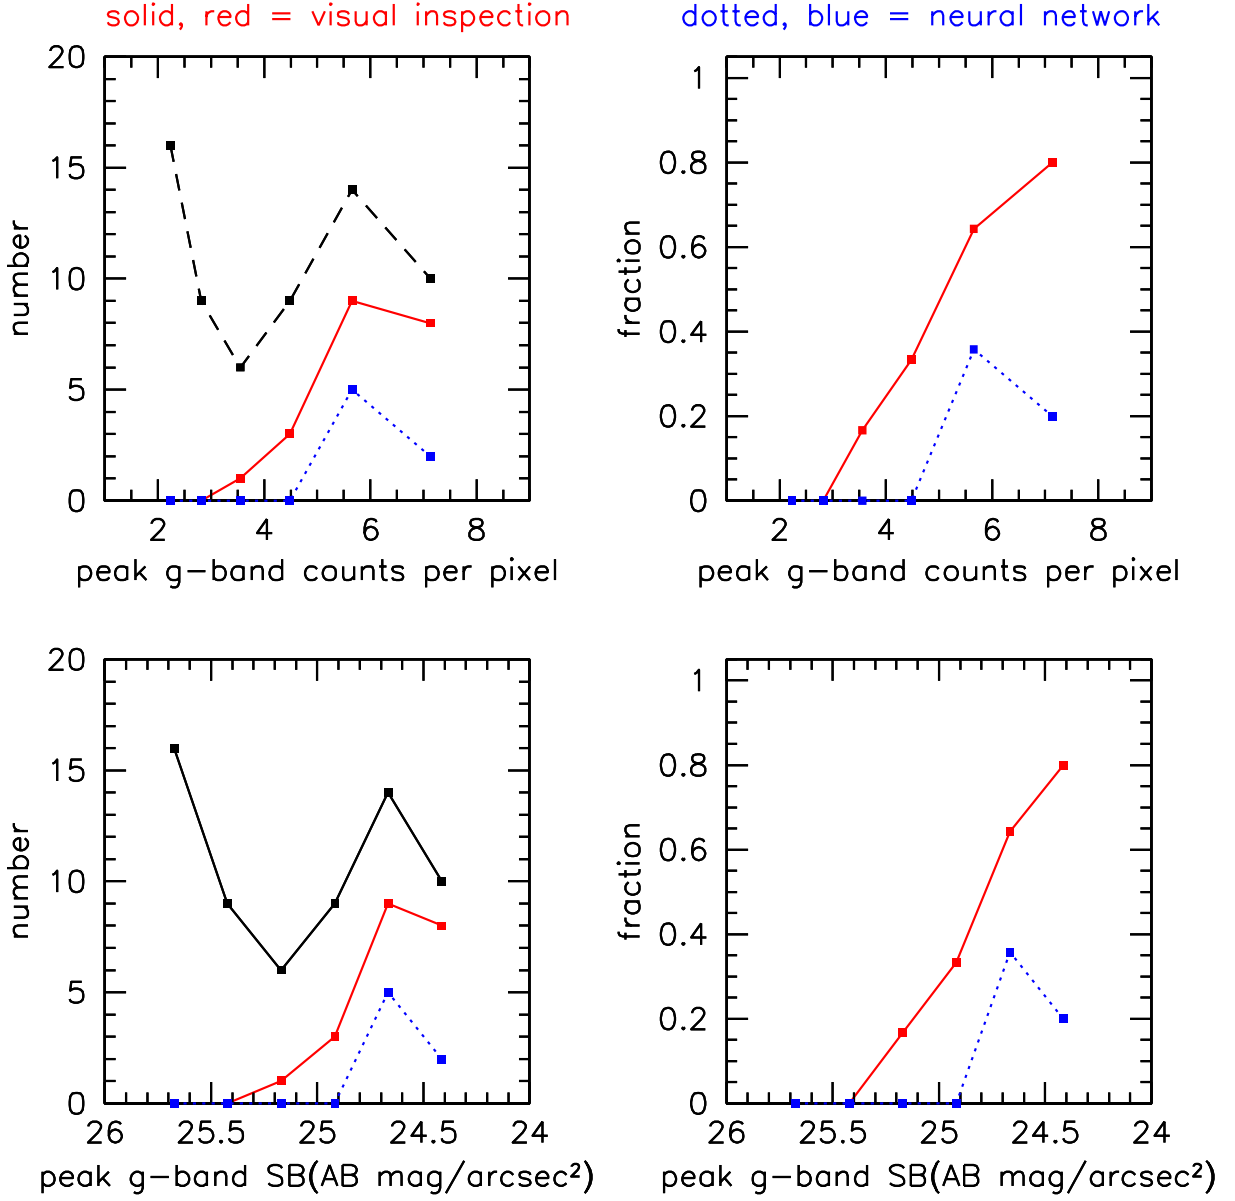 solid, red = visual inspection
dotted, blue = neural network
20
15
10
5
0
number
2 4 6 8
peak g-band counts per pixel
1
0.8
0.6
0.4
0.2
0
fraction
2 4 6 8
peak g-band counts per pixel
20
15
10
5
0
number
26 25.5 25 24.5 24
peak g-band SB(AB mag/arcsec²)
1
0.8
0.6
0.4
0.2
0
fraction
26 25.5 25 24.5 24
peak g-band SB(AB mag/arcsec²)